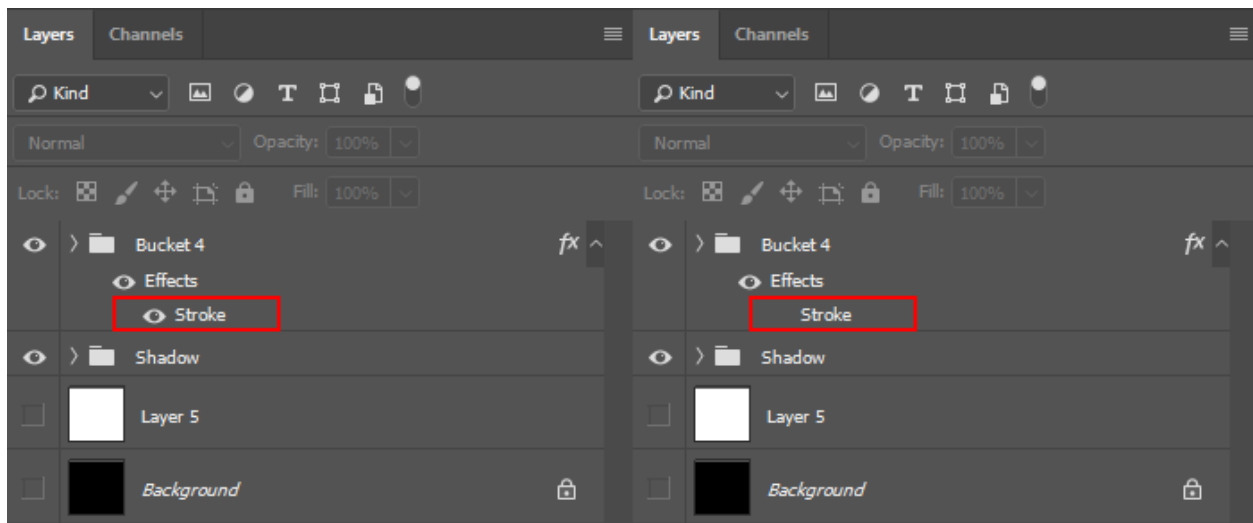 Layers Channels
Kind T
Normal Opacity: 100%
Lock: Fill: 100%
Bucket 4 fx
Effects
Stroke
Shadow
Layer 5
Background
Layers Channels
Kind T
Normal Opacity: 100%
Lock: Fill: 100%
Bucket 4 fx
Effects
Stroke
Shadow
Layer 5
Background